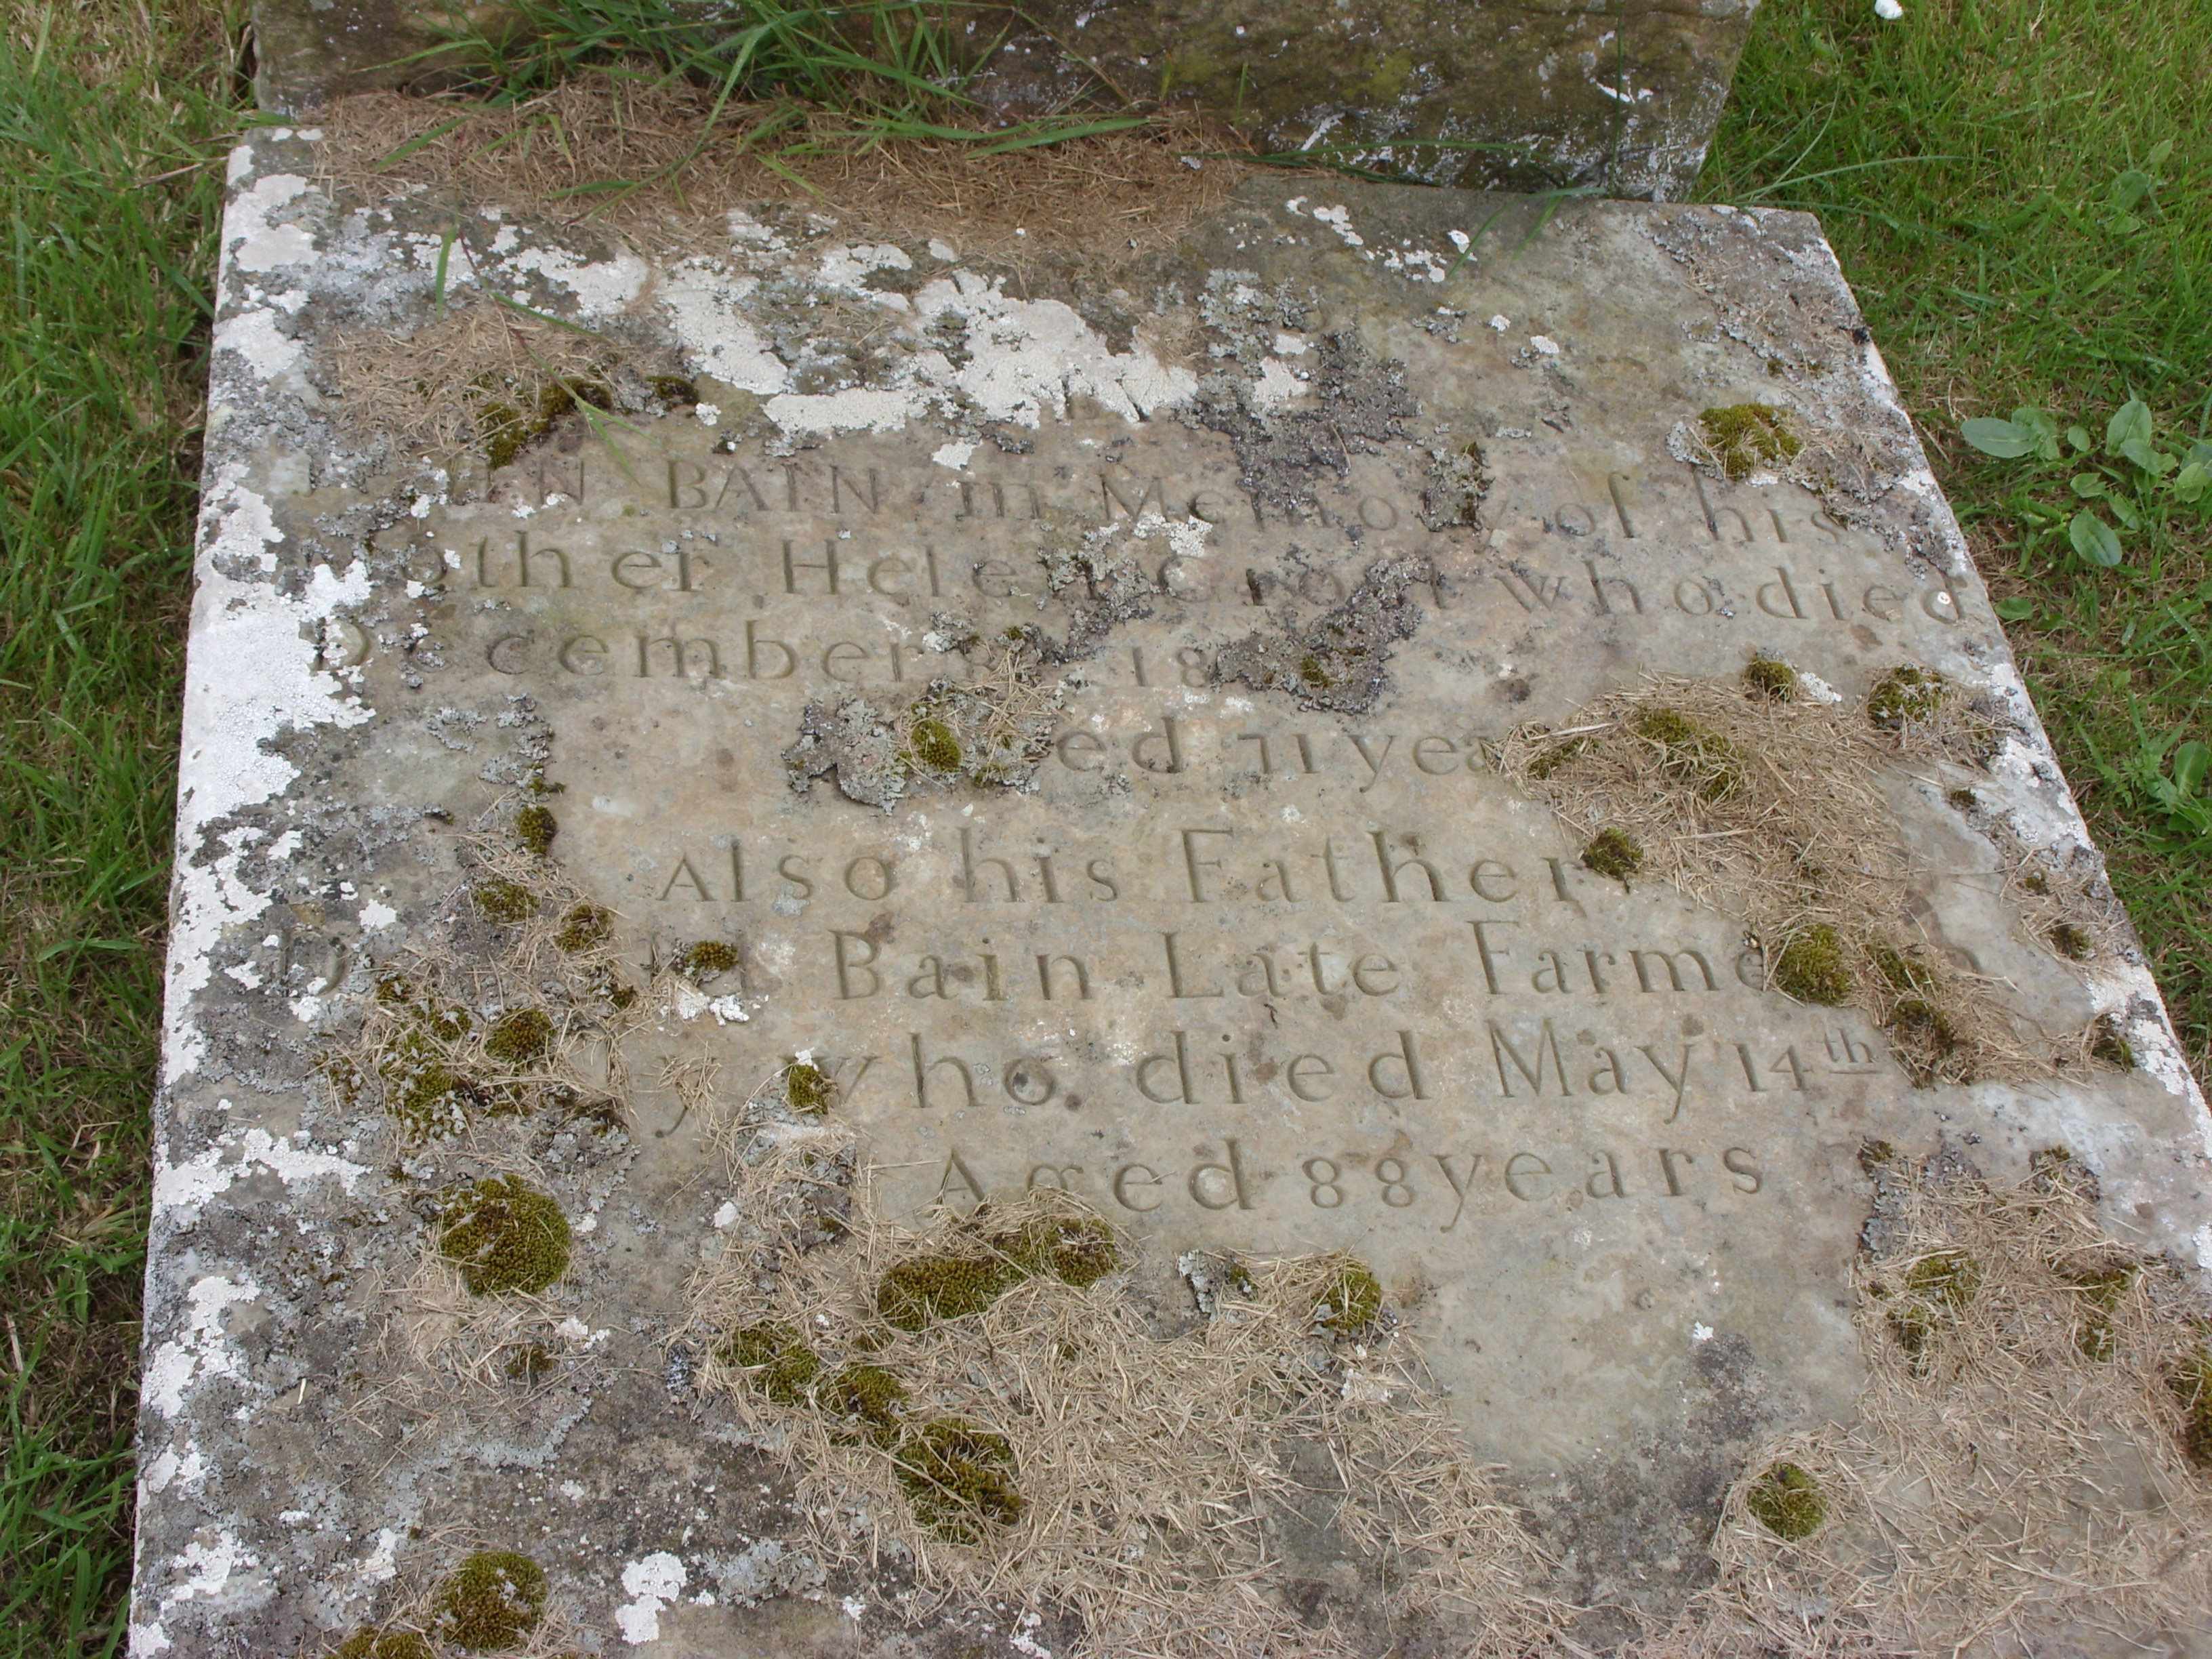 BAIN in Memory of his
Mother Helen who died
December 18
Aged 71 years
Also his Father
Bain Late Farmer
who died May 14th
Aged 88 years